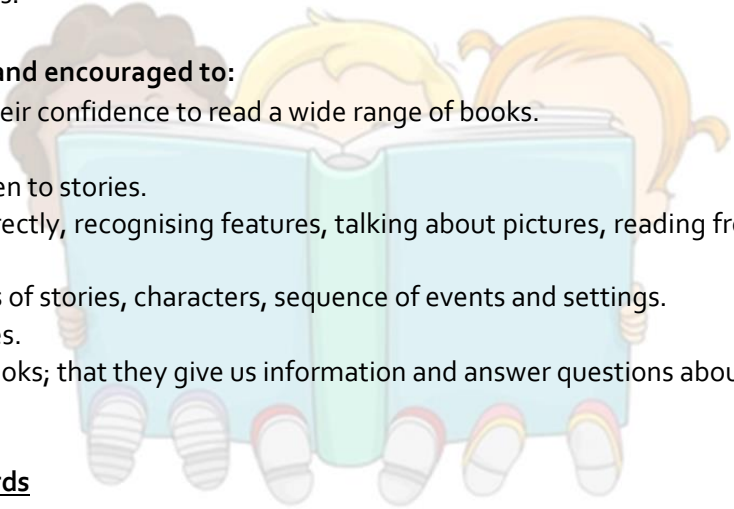 and encouraged to:
eir confidence to read a wide range of books.
en to stories.
rectly, recognising features, talking about pictures, reading fr
s of stories, characters, sequence of events and settings.
es.
oks; that they give us information and answer questions abou
rds